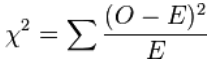 χ² = ∑ (O − E)² / E